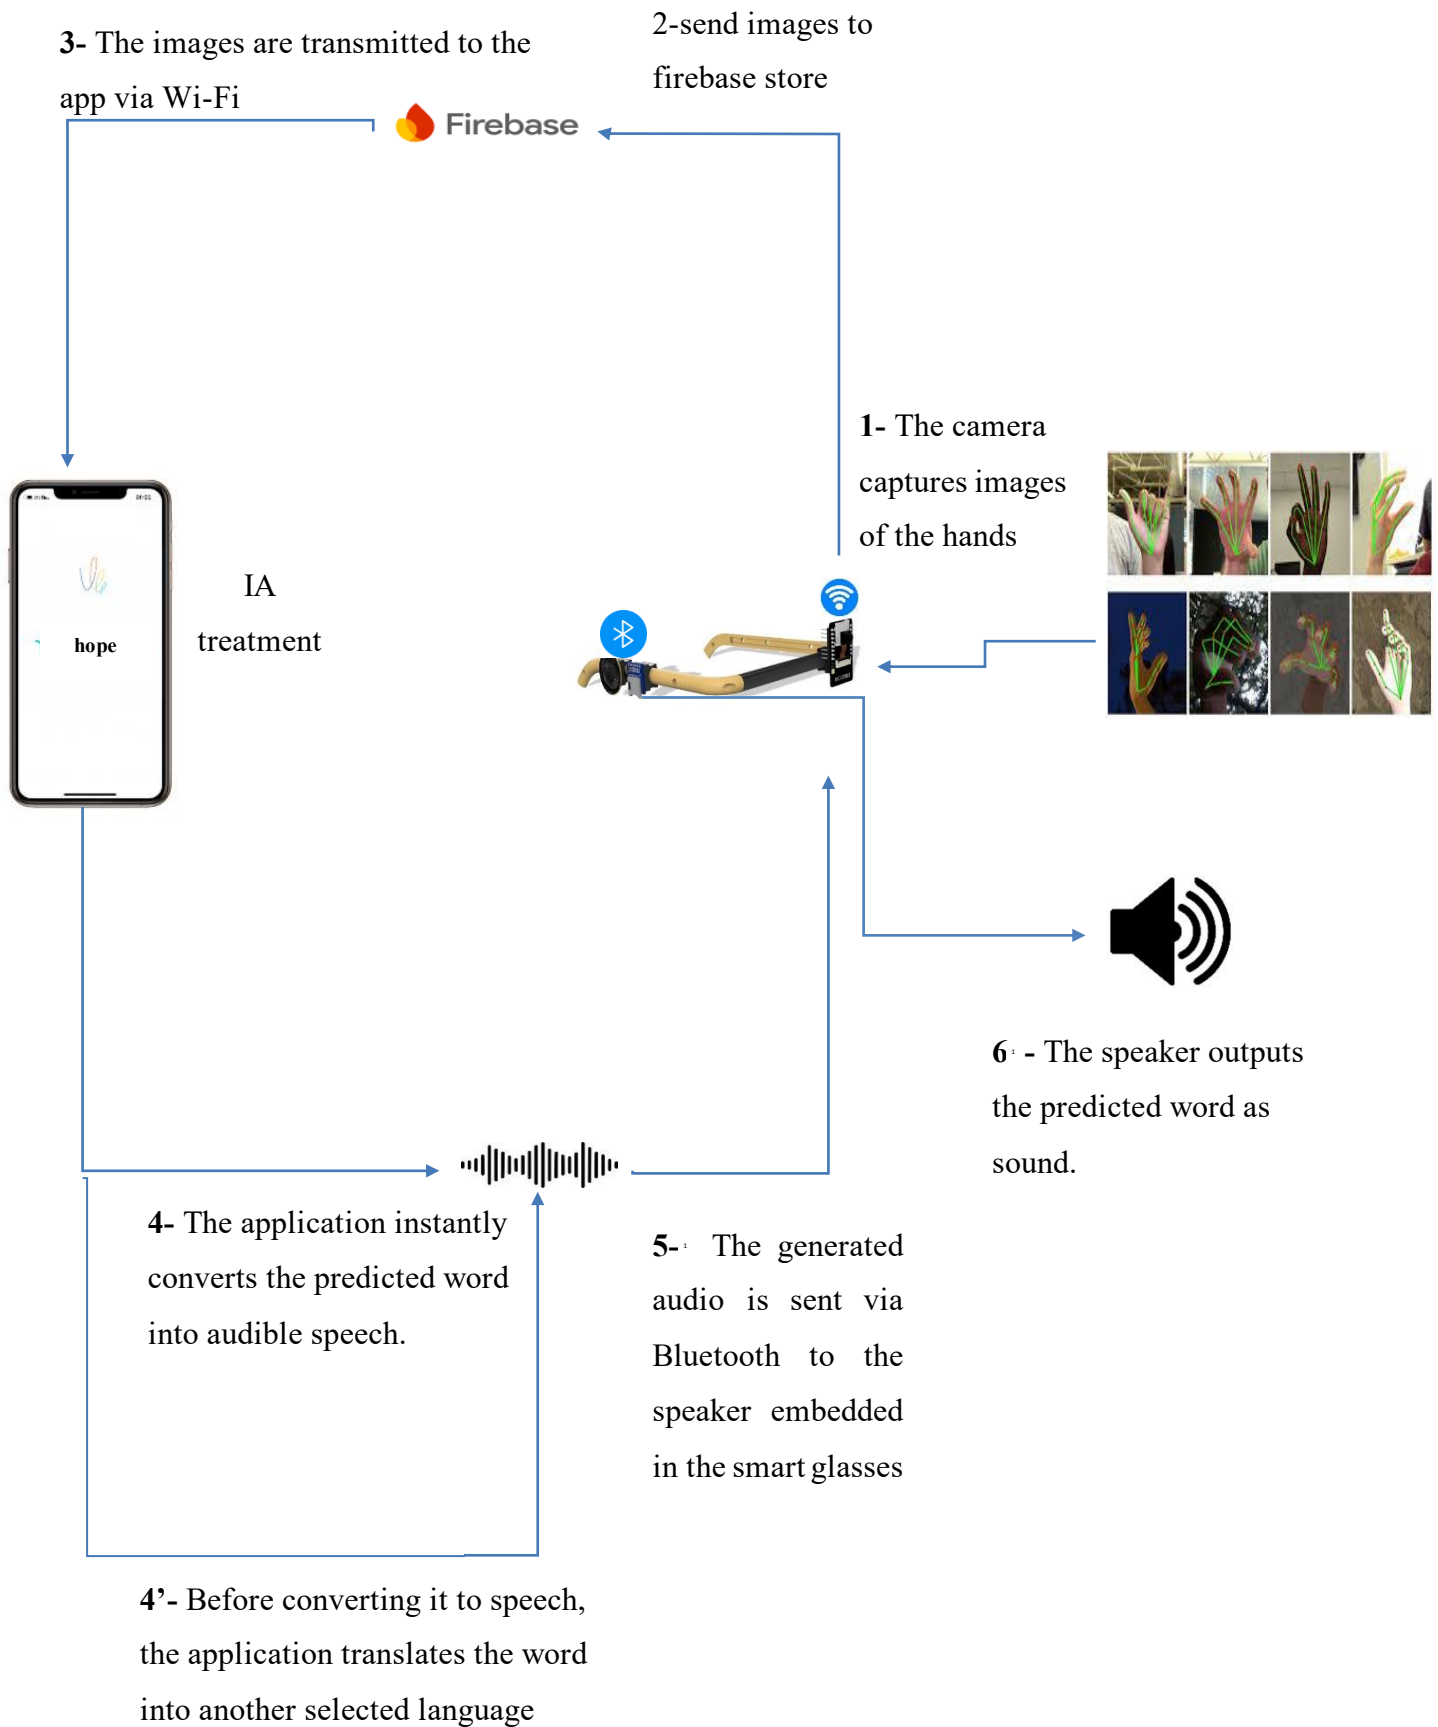 3- The images are transmitted to the
app via Wi-Fi
2-send images to
firebase store
Firebase
1- The camera
captures images
of the hands
hope
IA
treatment
6¹ - The speaker outputs
the predicted word as
sound.
4- The application instantly
converts the predicted word
into audible speech.
5-¹ The generated
audio is sent via
Bluetooth to the
speaker embedded
in the smart glasses
4’- Before converting it to speech,
the application translates the word
into another selected language